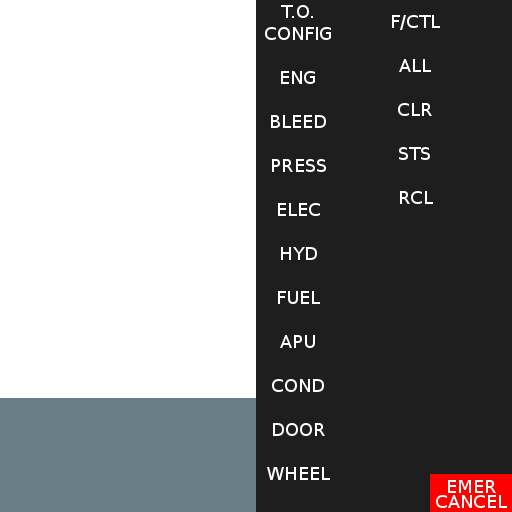 T.O.
CONFIG
ENG
BLEED
PRESS
ELEC
HYD
FUEL
APU
COND
DOOR
WHEEL
F/CTL
ALL
CLR
STS
RCL
EMER
CANCEL